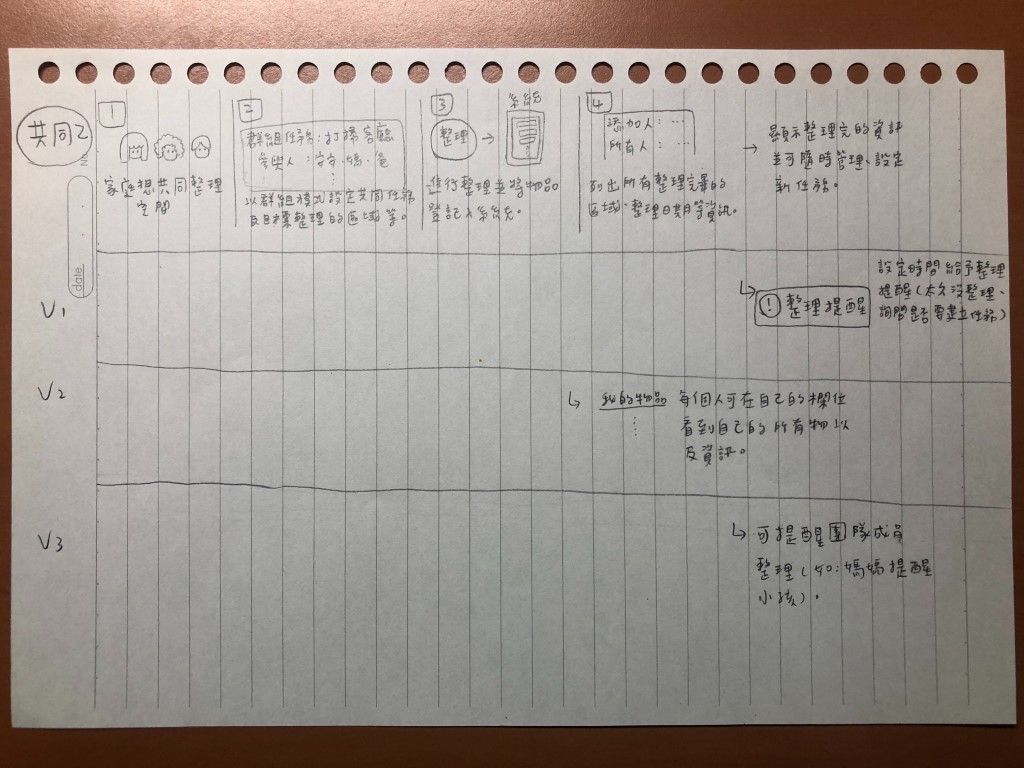 共同2
date
1
家庭想共同整理
空間
2
群組任務：打掃客廳
參與人：安安、媽、爸
以群組模式設定共同任務
及目標整理的區域等。
3
整理
系統
進行整理並將物品
登記入系統。
4
添加人：…
所有人：…
列出所有整理完畢的
區域、整理日期等資訊。
→ 顯示整理完的資訊
並可隨時管理、設定
新任務。
V1
! 整理提醒
設定時間給予整理
提醒(太久沒整理、
詢問是否需要建立任務)
V2
我的物品
每個人可在自己的欄位
看到自己的所有物以
及資訊。
V3
可提醒團隊成員
整理(如:媽媽提醒
小孩)。